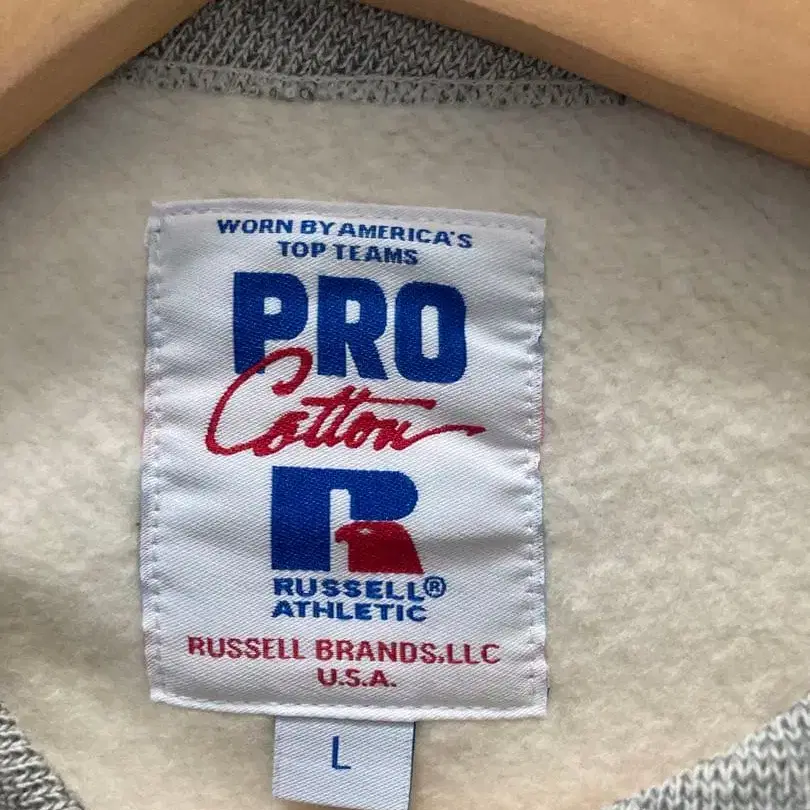 WORN BY AMERICA'S
TOP TEAMS
PRO
Cotton
R
RUSSELL®
ATHLETIC
RUSSELL BRANDS.LLC
U.S.A.
L